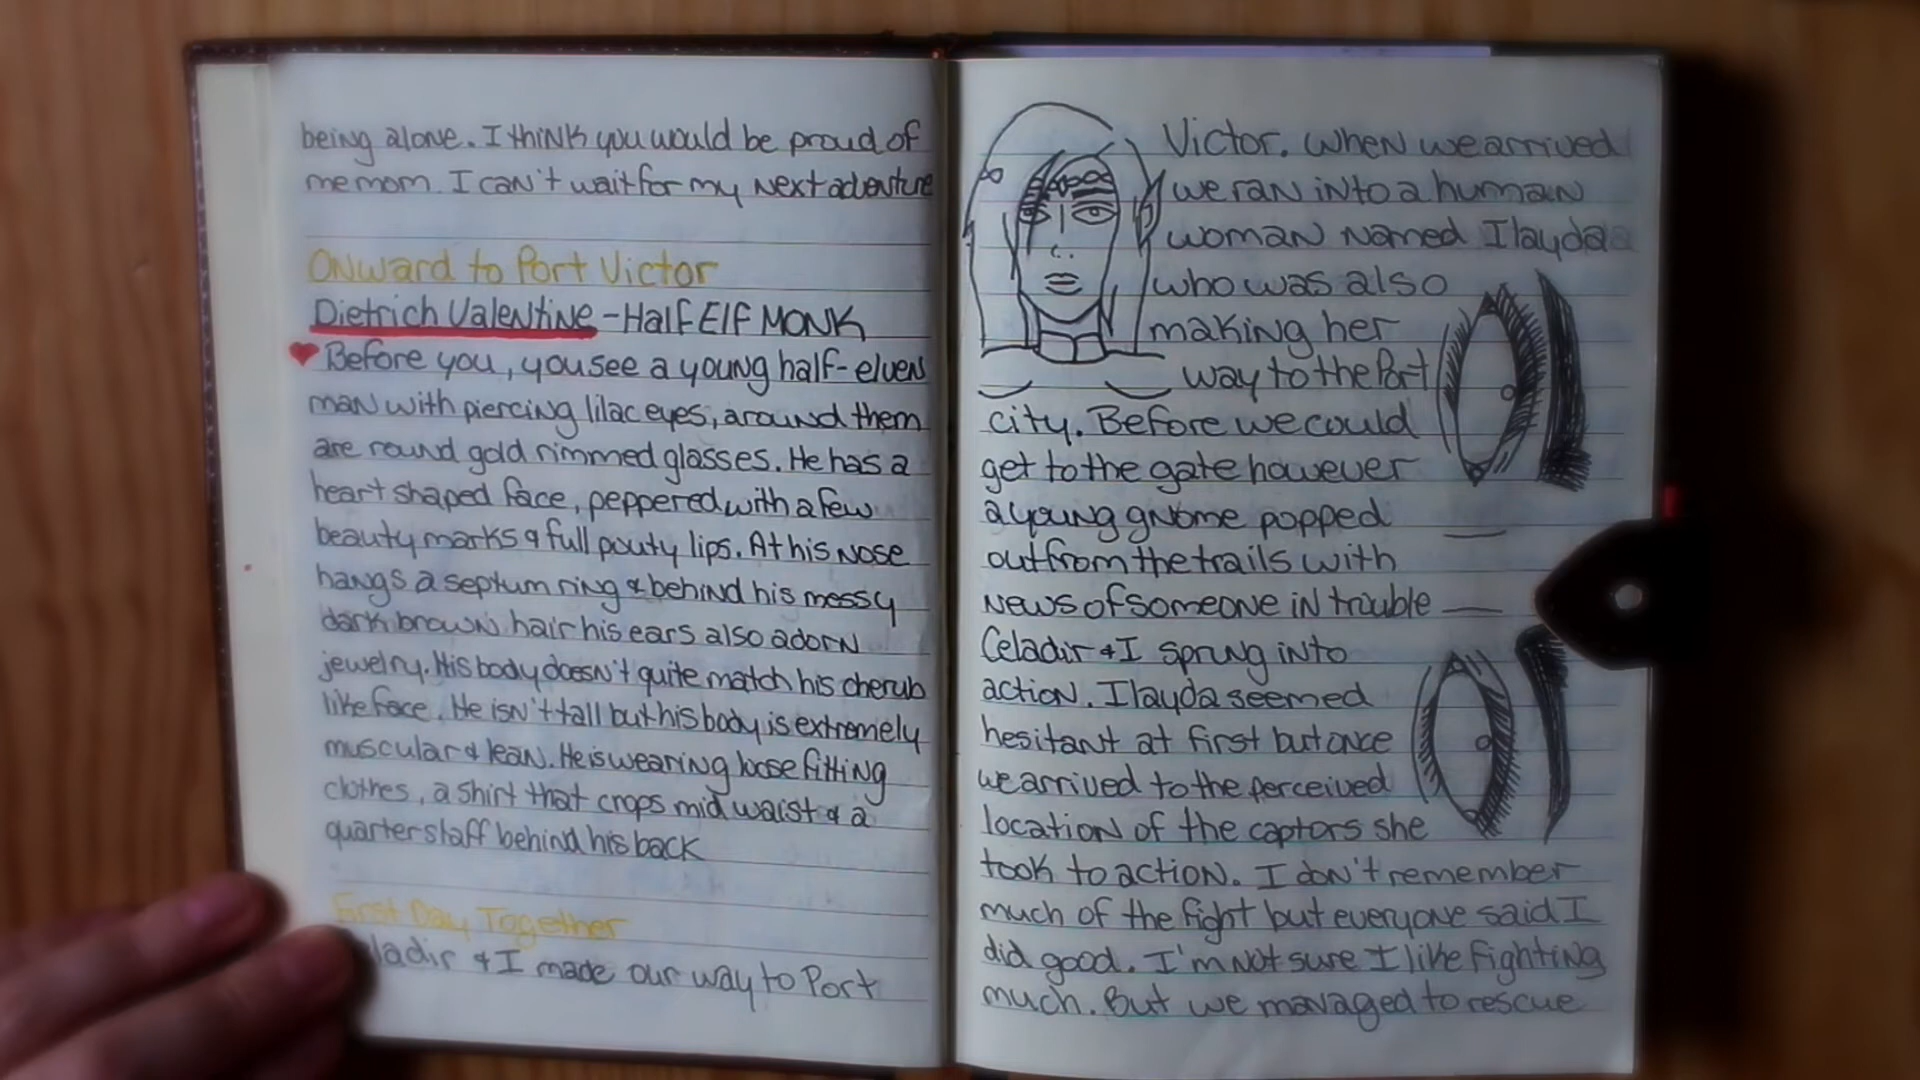 being alone. I think you would be proud of
me mom. I can't wait for my next adventure
Onward to Port Victor
Dietrich Valentine - Half Elf Monk
♥ Before you, you see a young half-elven
man with piercing lilac eyes, around them
are round gold rimmed glasses. He has a
heart shaped face, peppered with a few
beauty marks & full pouty lips. At his nose
hangs a septum ring & behind his messy
dark brown hair his ears also adorn
jewelry. His body doesn't quite match his cherub
like face. He isn't tall but his body is extremely
muscular & lean. He is wearing loose fitting
clothes, a shirt that crops mid waist & a
quarterstaff behind his back
First Day Together
ladir & I made our way to Port
Victor. When we arrived
we ran into a human
woman named Ilayda
who was also
making her
way to the Port
city. Before we could
get to the gate however
a young gnome popped
out from the trails with
news of someone in trouble
Celadir & I sprung into
action. Ilayda seemed
hesitant at first but once
we arrived to the perceived
location of the captors she
took to action. I don't remember
much of the fight but everyone said I
did good. I'm not sure I like fighting
much. But we managed to rescue